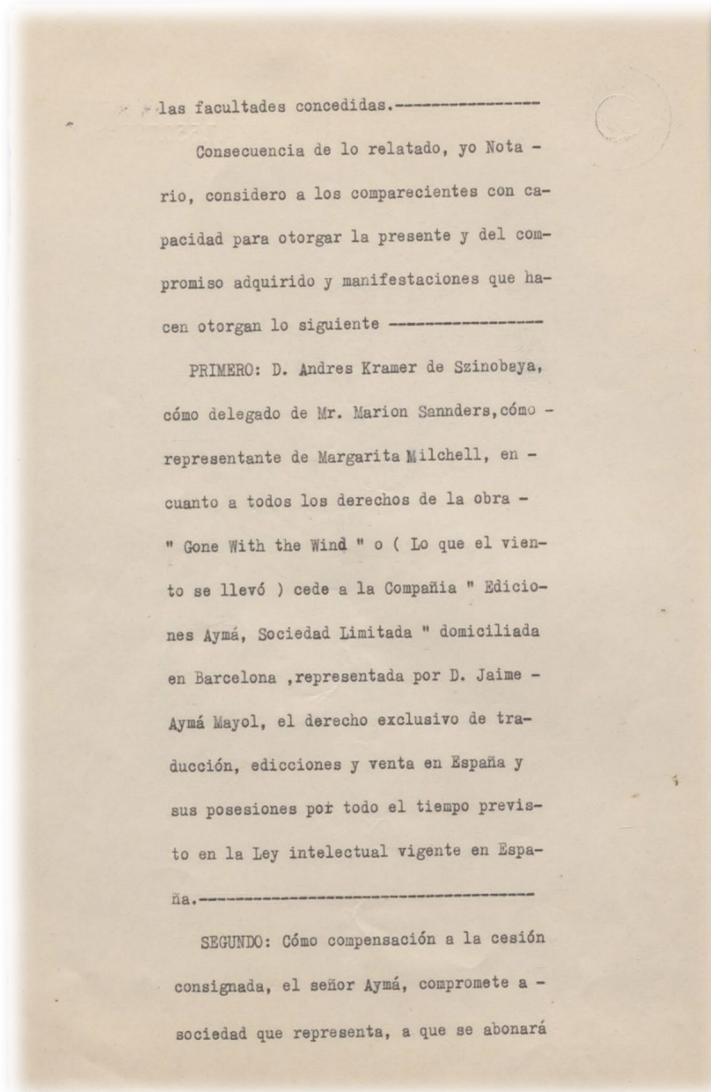 las facultades concedidas.-----------------
Consecuencia de lo relatado, yo Nota -
rio, considero a los comparecientes con ca-
pacidad para otorgar la presente y del com-
promiso adquirido y manifestaciones que ha-
cen otorgan lo siguiente ------------------
PRIMERO: D. Andres Kramer de Szinobaya,
cómo delegado de Mr. Marion Sannders,cómo -
representante de Margarita Milchell, en -
cuanto a todos los derechos de la obra -
" Gone With the Wind " o ( Lo que el vien-
to se llevó ) cede a la Compañia " Edicio-
nes Aymá, Sociedad Limitada " domiciliada
en Barcelona ,representada por D. Jaime -
Aymá Mayol, el derecho exclusivo de tra-
ducción, edicciones y venta en España y
sus posesiones por todo el tiempo previs-
to en la Ley intelectual vigente en Espa-
ña.---------------------------------------
SEGUNDO: Cómo compensación a la cesión
consignada, el señor Aymá, compromete a -
sociedad que representa, a que se abonará